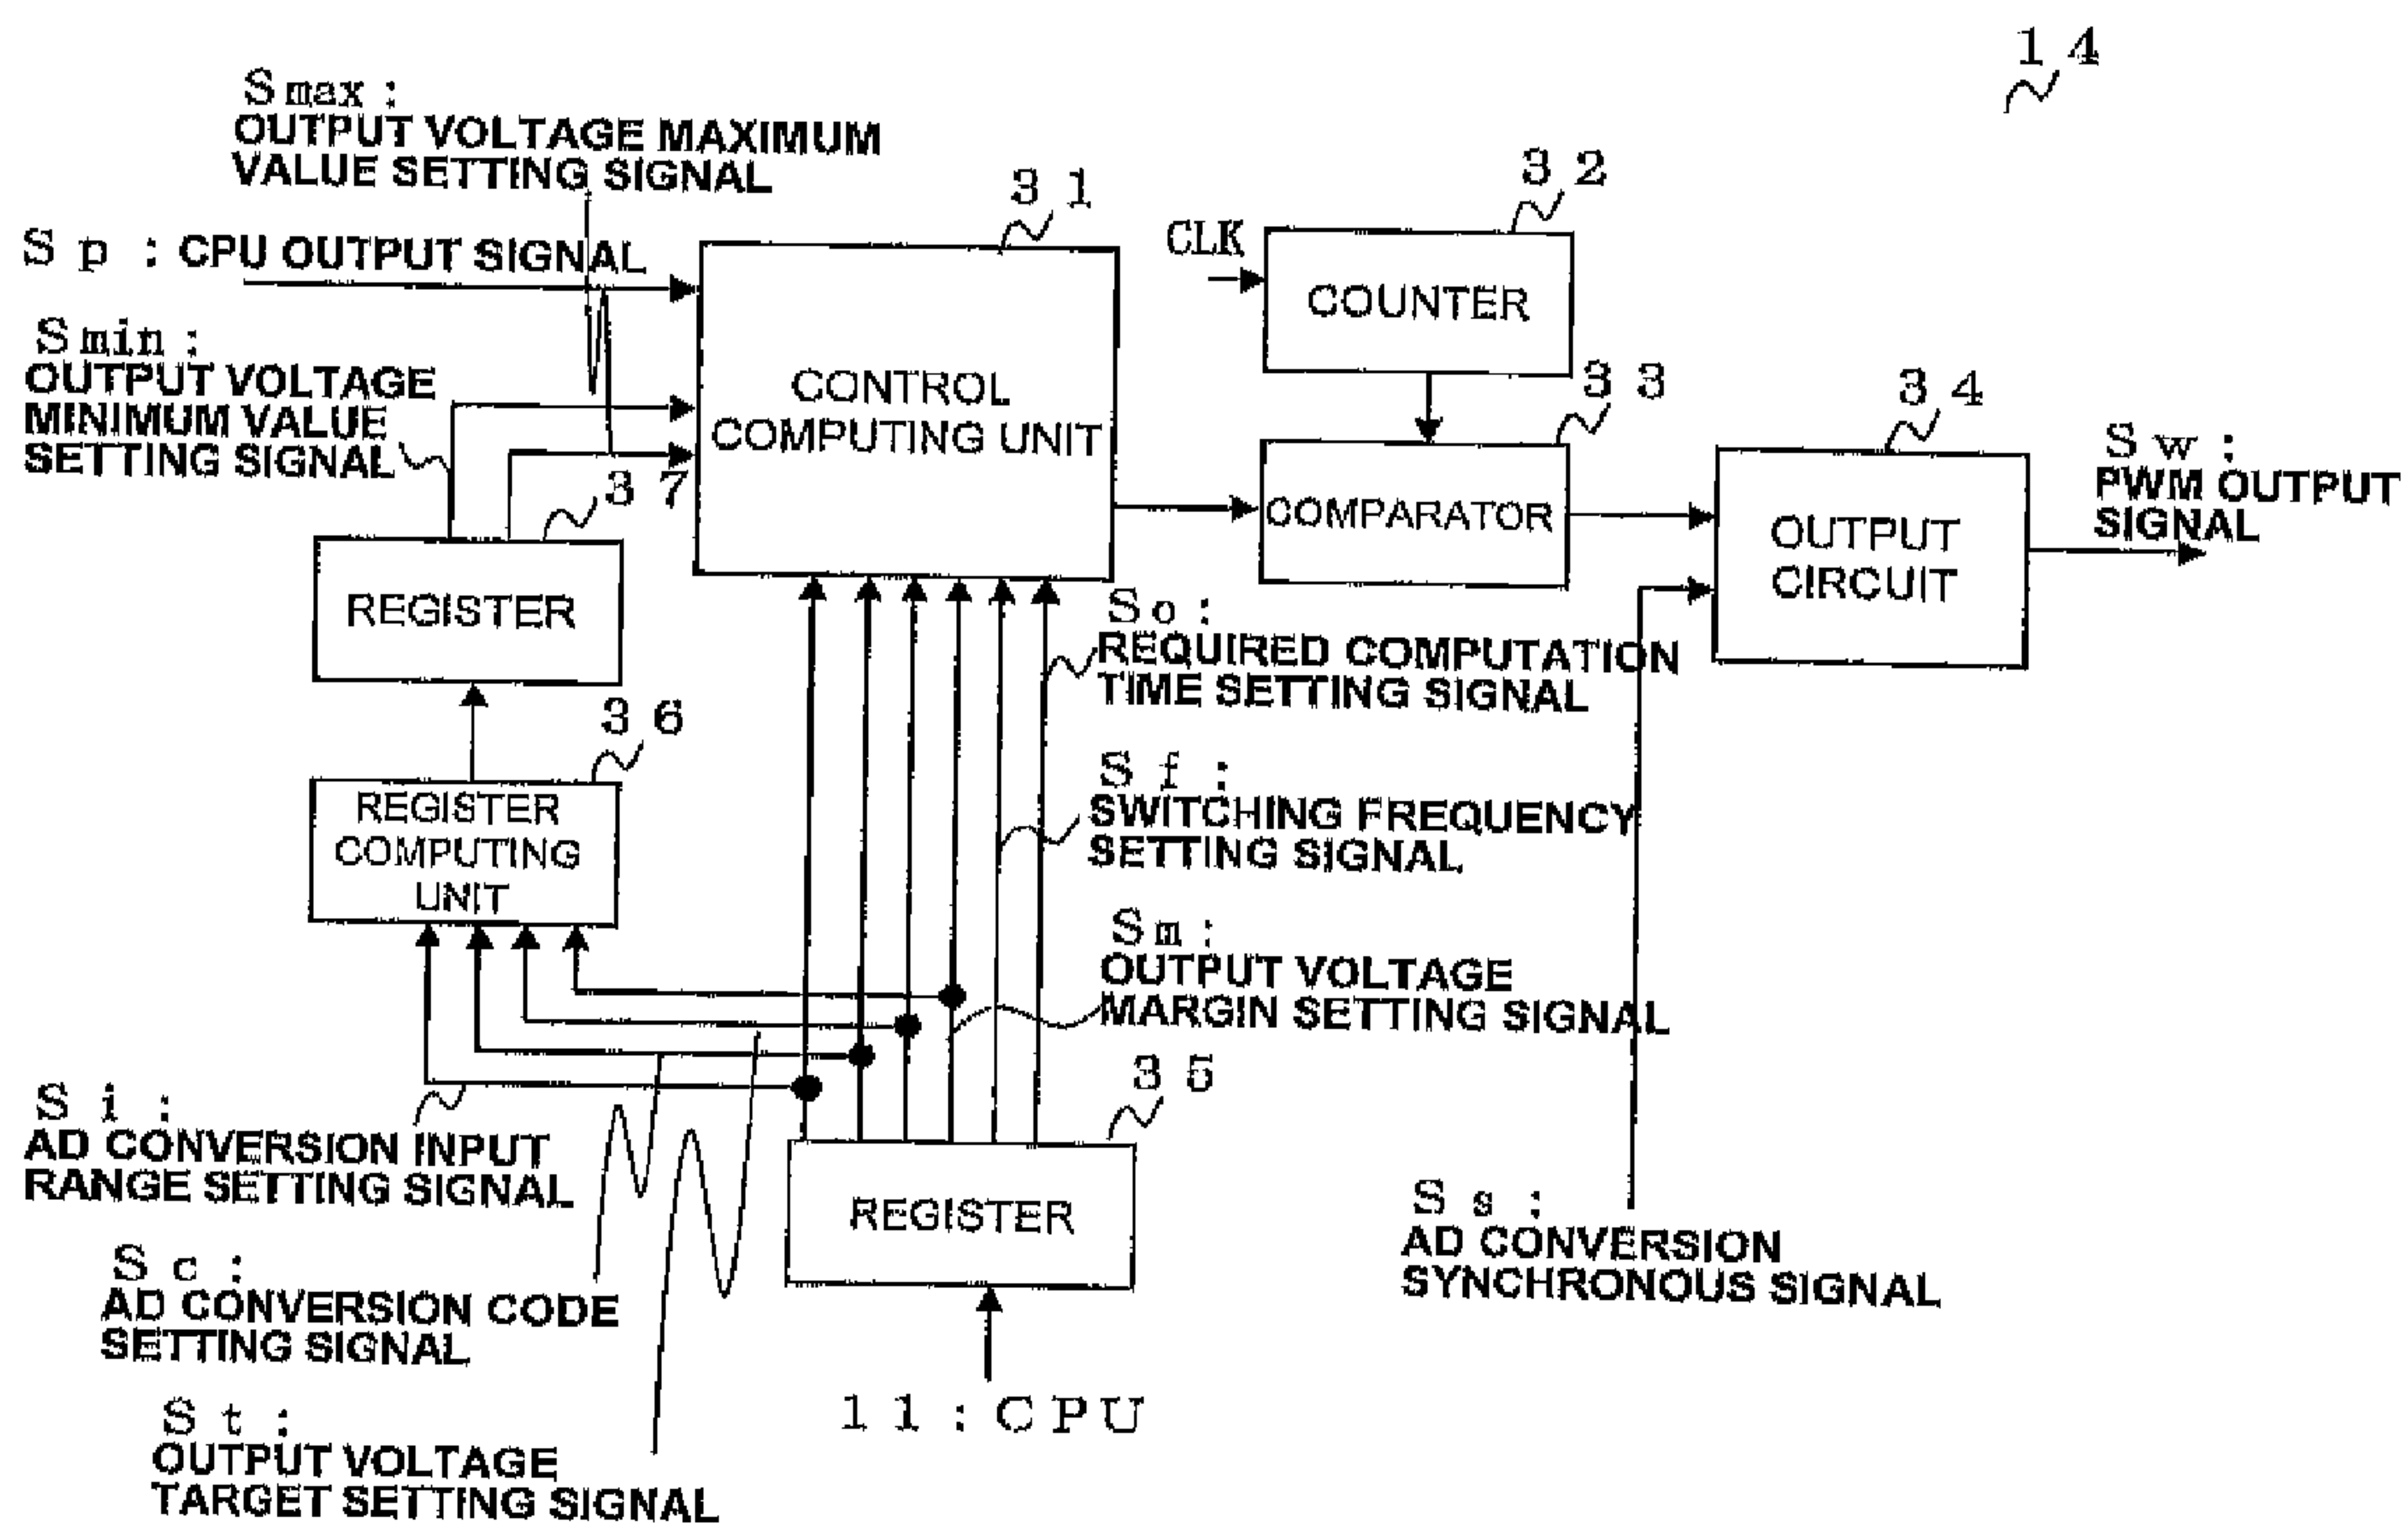 14
Smax:
OUTPUT VOLTAGE MAXIMUM
VALUE SETTING SIGNAL
Sp: CPU OUTPUT SIGNAL
Smin:
OUTPUT VOLTAGE
MINIMUM VALUE
SETTING SIGNAL
31
CONTROL
COMPUTING UNIT
CLK
32
COUNTER
33
COMPARATOR
34
OUTPUT
CIRCUIT
Sw:
PWM OUTPUT
SIGNAL
37
REGISTER
36
REGISTER
COMPUTING
UNIT
So:
REQUIRED COMPUTATION
TIME SETTING SIGNAL
Sf:
SWITCHING FREQUENCY
SETTING SIGNAL
Sm:
OUTPUT VOLTAGE
MARGIN SETTING SIGNAL
Si:
AD CONVERSION INPUT
RANGE SETTING SIGNAL
Sc:
AD CONVERSION CODE
SETTING SIGNAL
St:
OUTPUT VOLTAGE
TARGET SETTING SIGNAL
REGISTER
11:CPU
Ss:
AD CONVERSION
SYNCHRONOUS SIGNAL